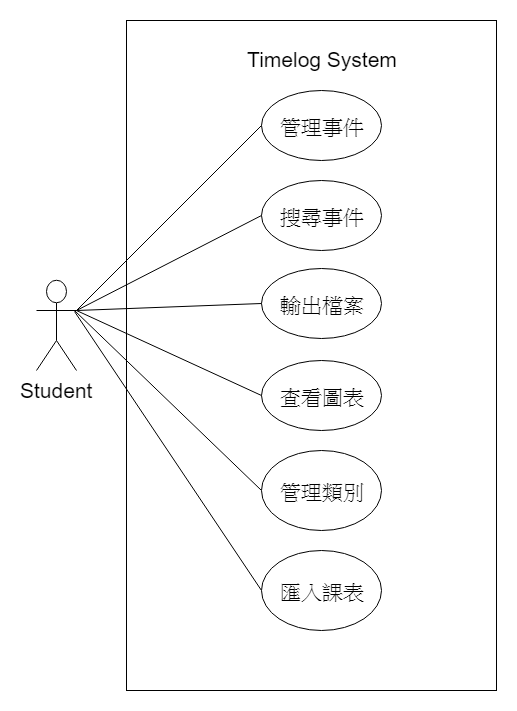 Timelog System
管理事件
搜尋事件
輸出檔案
查看圖表
管理類別
匯入課表
Student